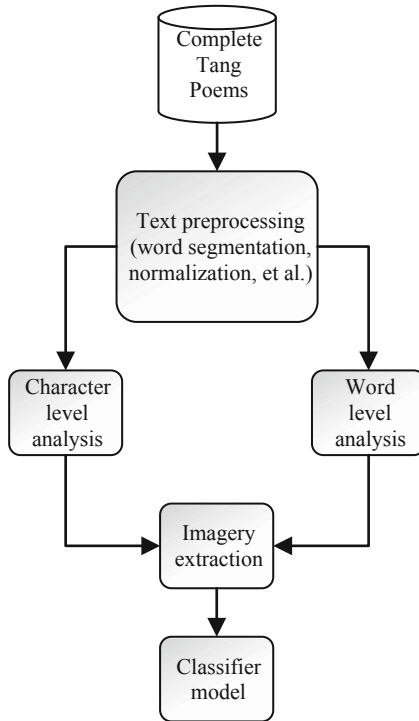 Complete
Tang
Poems
Text preprocessing
(word segmentation,
normalization, et al.)
Character
level
analysis
Word
level
analysis
Imagery
extraction
Classifier
model